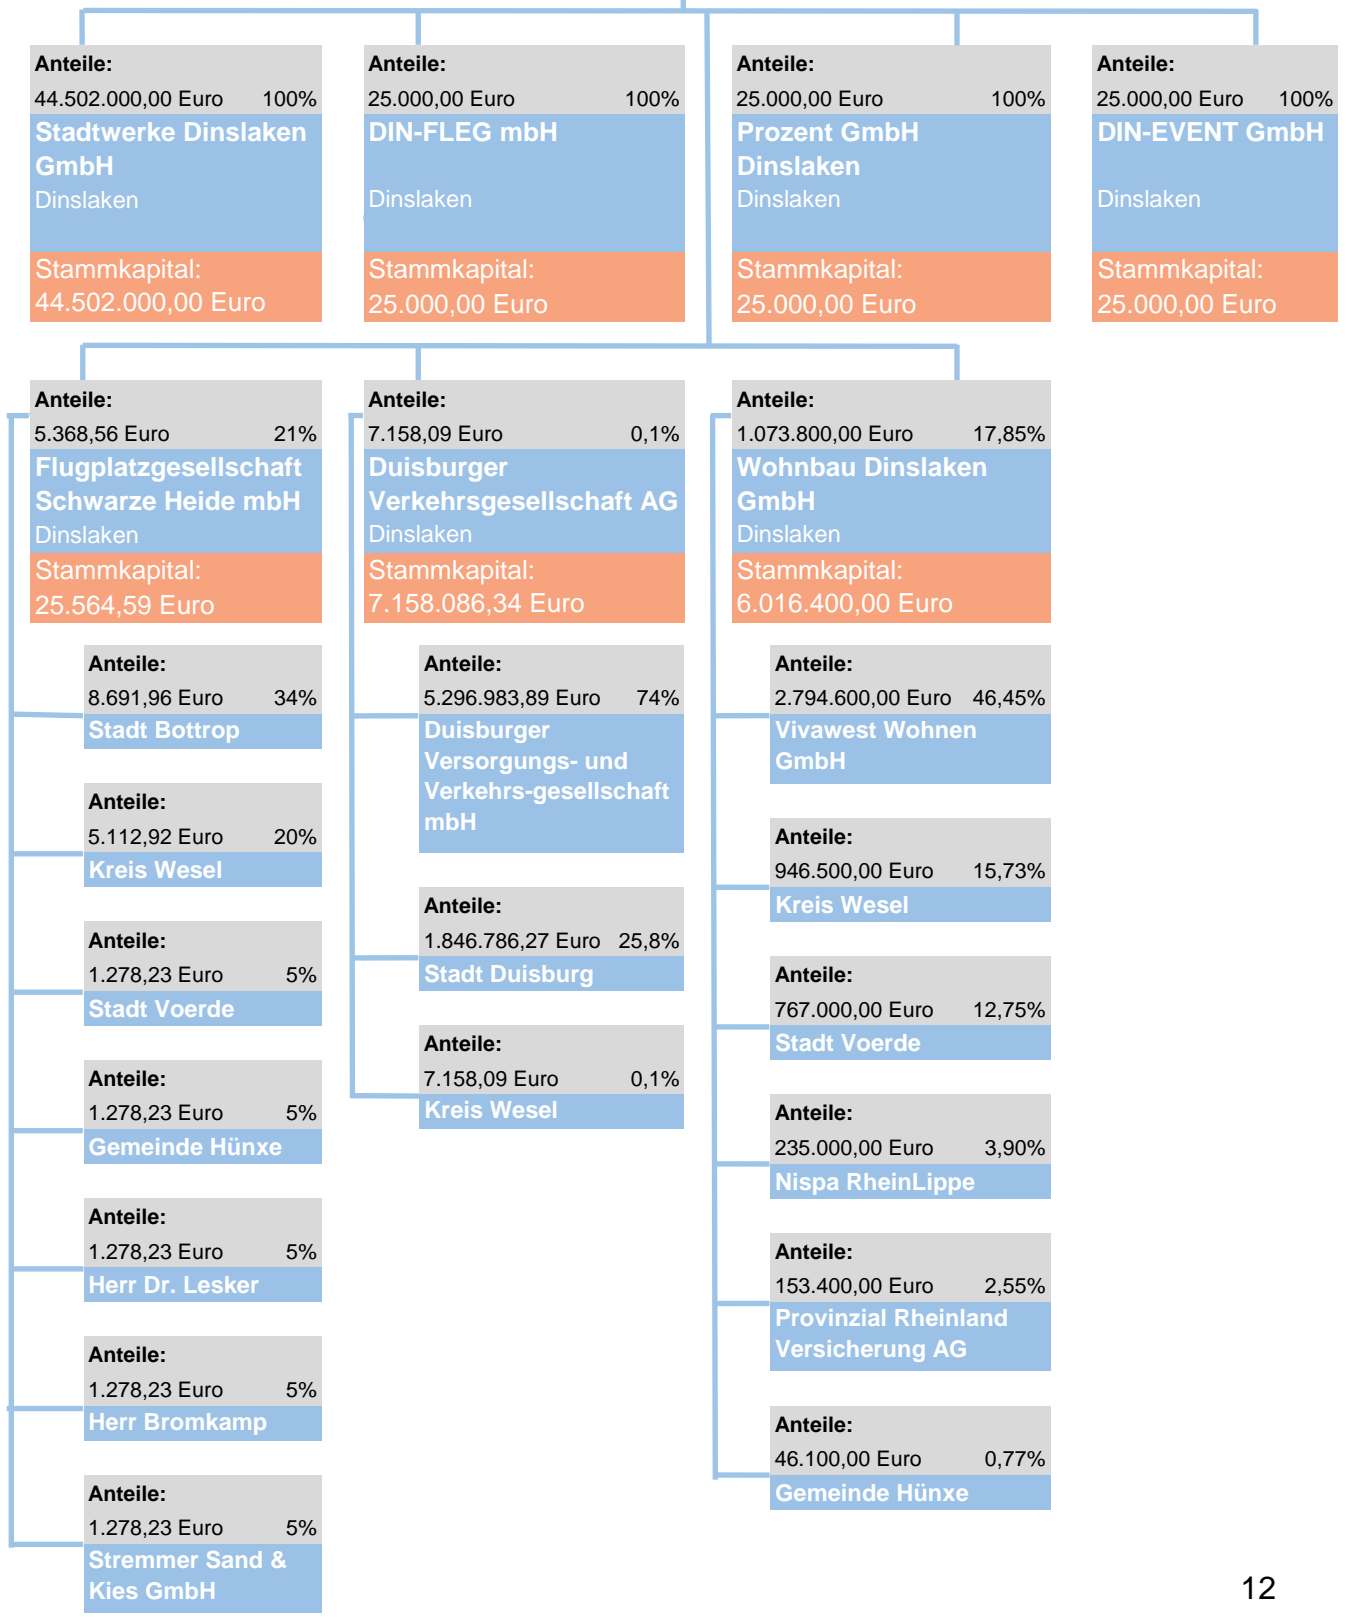 Anteile:
44.502.000,00 Euro 100%
Stadtwerke Dinslaken
GmbH
Dinslaken
Stammkapital:
44.502.000,00 Euro
Anteile:
25.000,00 Euro 100%
DIN-FLEG mbH
Dinslaken
Stammkapital:
25.000,00 Euro
Anteile:
25.000,00 Euro 100%
Prozent GmbH
Dinslaken
Dinslaken
Stammkapital:
25.000,00 Euro
Anteile:
25.000,00 Euro 100%
DIN-EVENT GmbH
Dinslaken
Stammkapital:
25.000,00 Euro
Anteile:
5.368,56 Euro 21%
Flugplatzgesellschaft
Schwarze Heide mbH
Dinslaken
Stammkapital:
25.564,59 Euro
Anteile:
8.691,96 Euro 34%
Stadt Bottrop
Anteile:
5.112,92 Euro 20%
Kreis Wesel
Anteile:
1.278,23 Euro 5%
Stadt Voerde
Anteile:
1.278,23 Euro 5%
Gemeinde Hünxe
Anteile:
1.278,23 Euro 5%
Herr Dr. Lesker
Anteile:
1.278,23 Euro 5%
Herr Bromkamp
Anteile:
1.278,23 Euro 5%
Stremmer Sand &
Kies GmbH
Anteile:
7.158,09 Euro 0,1%
Duisburger
Verkehrsgesellschaft AG
Dinslaken
Stammkapital:
7.158.086,34 Euro
Anteile:
5.296.983,89 Euro 74%
Duisburger
Versorgungs- und
Verkehrs-gesellschaft
mbH
Anteile:
1.846.786,27 Euro 25,8%
Stadt Duisburg
Anteile:
7.158,09 Euro 0,1%
Kreis Wesel
Anteile:
1.073.800,00 Euro 17,85%
Wohnbau Dinslaken
GmbH
Dinslaken
Stammkapital:
6.016.400,00 Euro
Anteile:
2.794.600,00 Euro 46,45%
Vivawest Wohnen
GmbH
Anteile:
946.500,00 Euro 15,73%
Kreis Wesel
Anteile:
767.000,00 Euro 12,75%
Stadt Voerde
Anteile:
235.000,00 Euro 3,90%
Nispa RheinLippe
Anteile:
153.400,00 Euro 2,55%
Provinzial Rheinland
Versicherung AG
Anteile:
46.100,00 Euro 0,77%
Gemeinde Hünxe
12